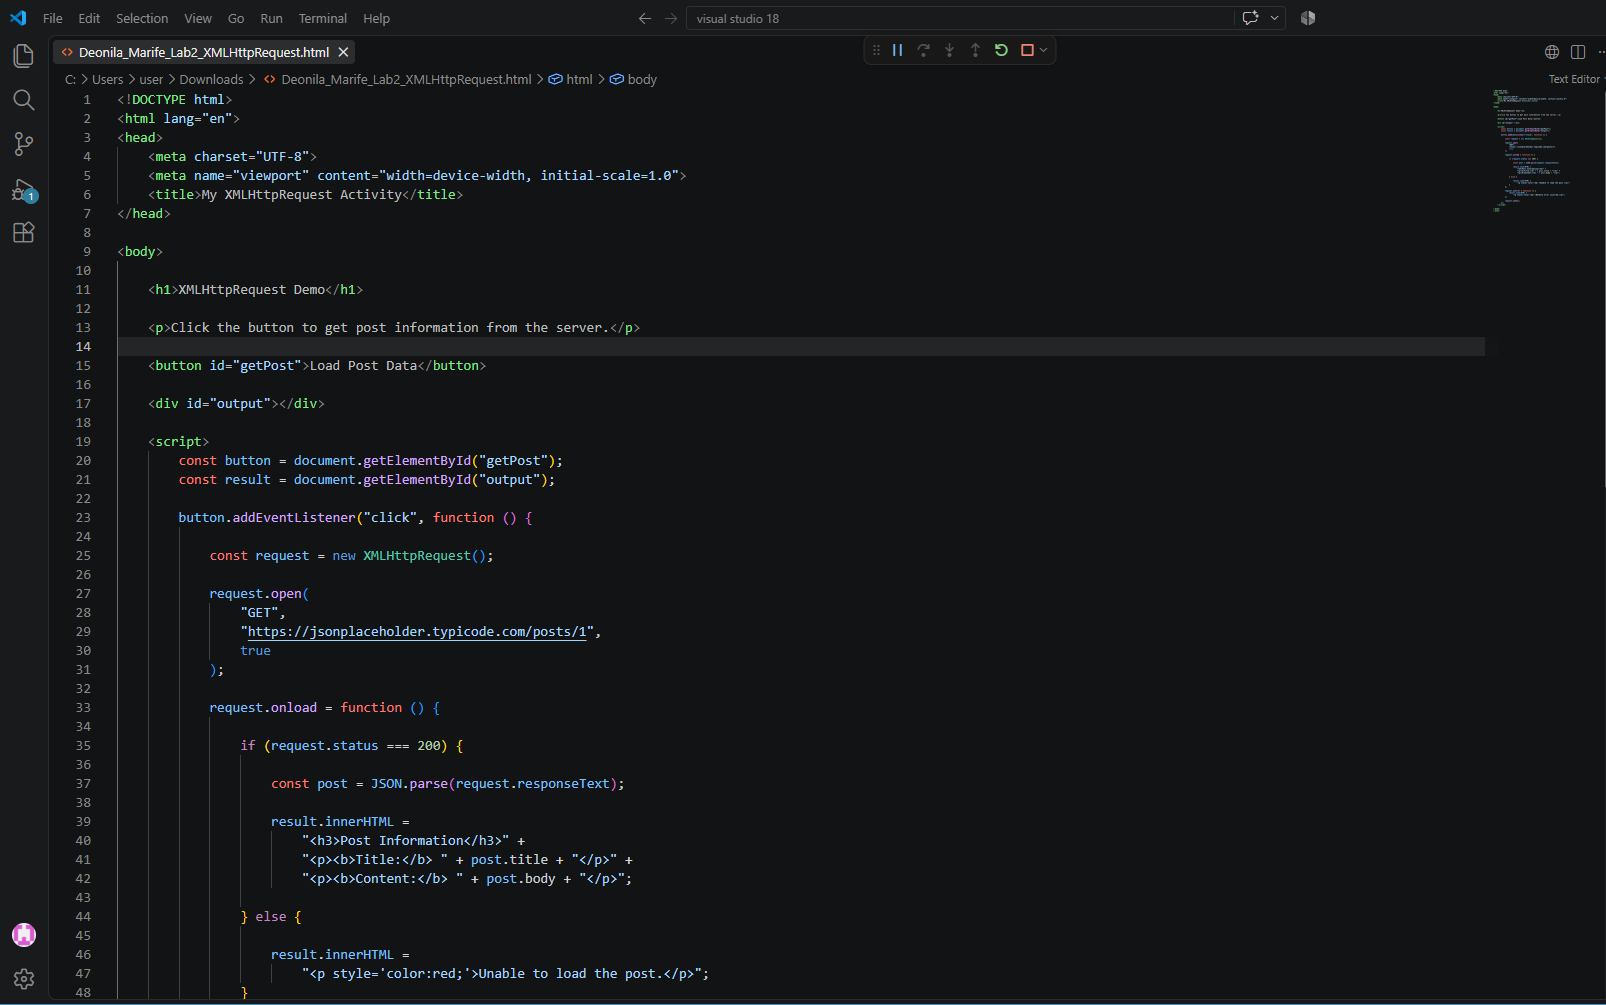 File Edit Selection View Go Run Terminal Help
visual studio 18
Deonila_Marife_Lab2_XMLHttpRequest.html
C: > Users > user > Downloads > Deonila_Marife_Lab2_XMLHttpRequest.html > html > body
Text Editor
1 <!DOCTYPE html>
2 <html lang="en">
3 <head>
4 <meta charset="UTF-8">
5 <meta name="viewport" content="width=device-width, initial-scale=1.0">
6 <title>My XMLHttpRequest Activity</title>
7 </head>
8
9 <body>
10
11 <h1>XMLHttpRequest Demo</h1>
12
13 <p>Click the button to get post information from the server.</p>
14
15 <button id="getPost">Load Post Data</button>
16
17 <div id="output"></div>
18
19 <script>
20 const button = document.getElementById("getPost");
21 const result = document.getElementById("output");
22
23 button.addEventListener("click", function () {
24
25 const request = new XMLHttpRequest();
26
27 request.open(
28 "GET",
29 "https://jsonplaceholder.typicode.com/posts/1",
30 true
31 );
32
33 request.onload = function () {
34
35 if (request.status === 200) {
36
37 const post = JSON.parse(request.responseText);
38
39 result.innerHTML =
40 "<h3>Post Information</h3>" +
41 "<p><b>Title:</b> " + post.title + "</p>" +
42 "<p><b>Content:</b> " + post.body + "</p>";
43
44 } else {
45
46 result.innerHTML =
47 "<p style='color:red;'>Unable to load the post.</p>";
48 }
1